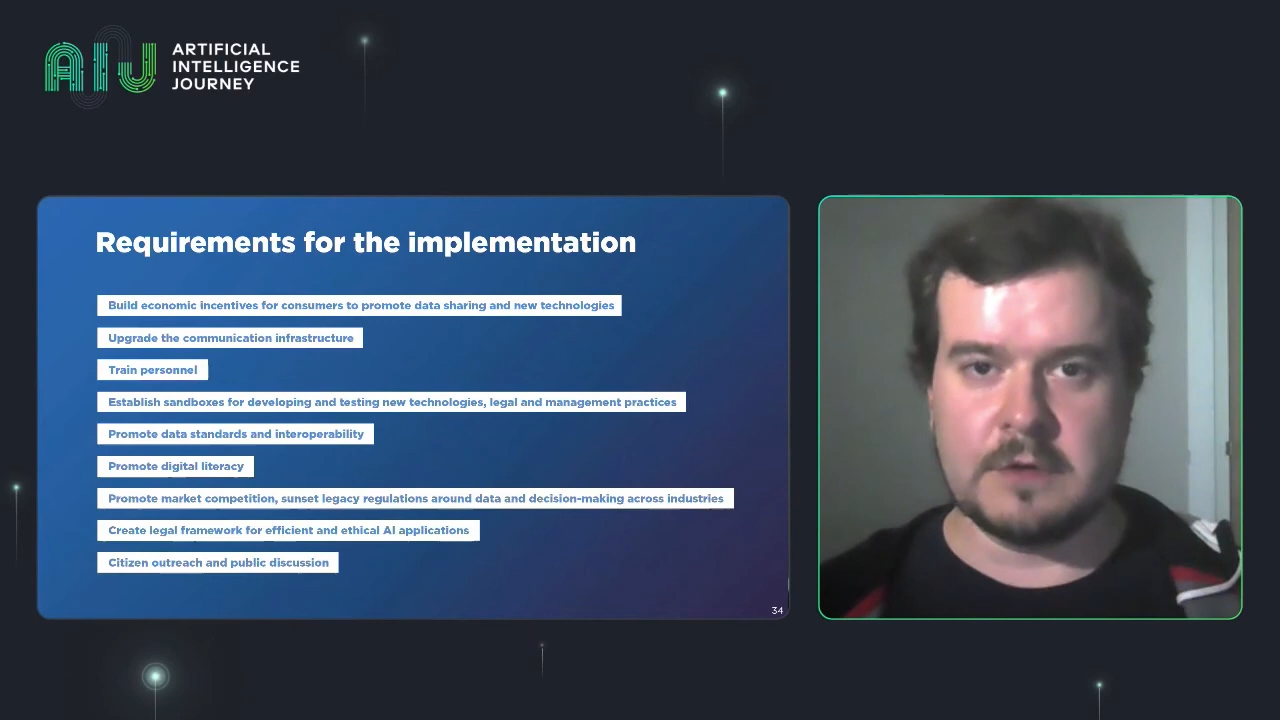 AIJ
ARTIFICIAL
INTELLIGENCE
JOURNEY
Requirements for the implementation
Build economic incentives for consumers to promote data sharing and new technologies
Upgrade the communication infrastructure
Train personnel
Establish sandboxes for developing and testing new technologies, legal and management practices
Promote data standards and interoperability
Promote digital literacy
Promote market competition, sunset legacy regulations around data and decision-making across industries
Create legal framework for efficient and ethical AI applications
Citizen outreach and public discussion
34